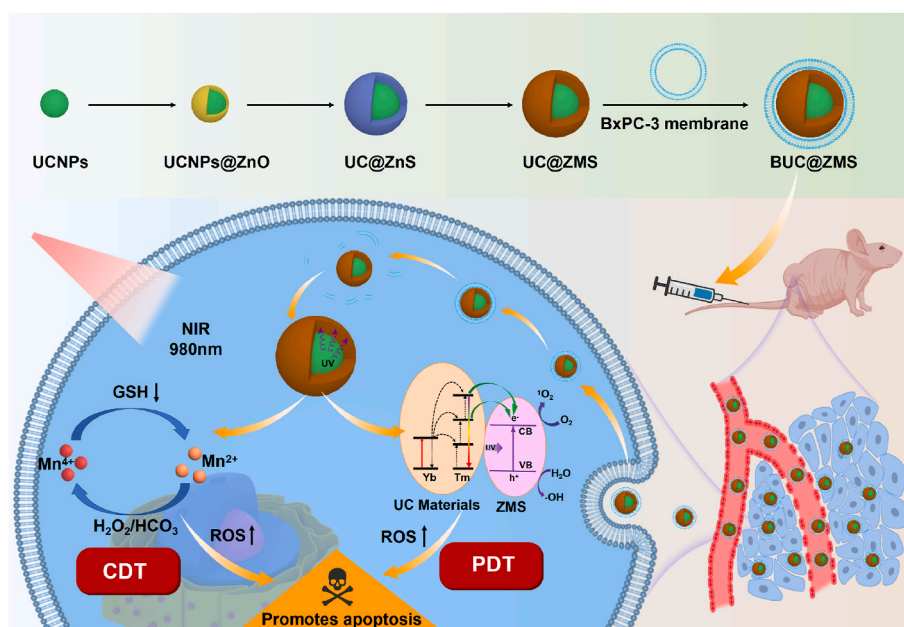 BxPC-3 membrane
UCNPs
UCNPs@ZnO
UC@ZnS
UC@ZMS
BUC@ZMS
NIR
980nm
UV
GSH↓
Mn⁴⁺
Mn²⁺
H₂O₂/HCO₃
ROS↑
CDT
Yb
Tm
UC Materials
UV
e⁻
CB
VB
h⁺
ZMS
¹O₂
O₂
H₂O
·OH
ROS↑
PDT
Promotes apoptosis